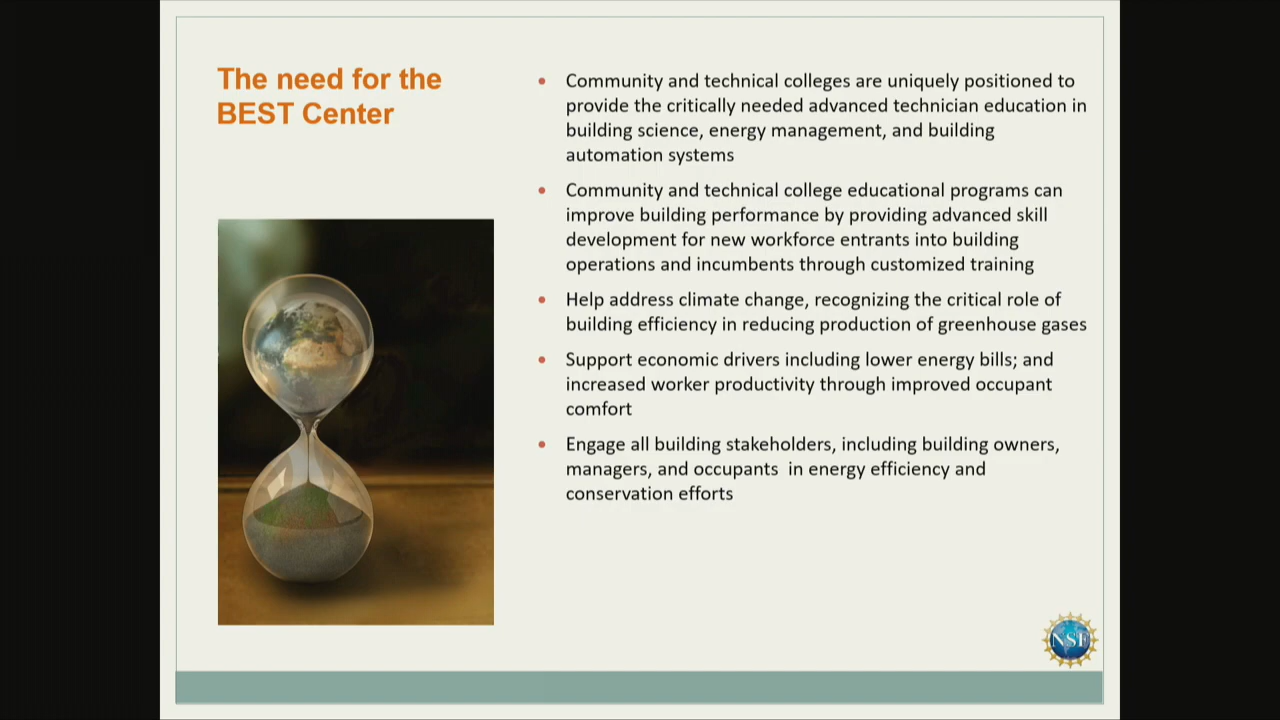 The need for the
BEST Center
• Community and technical colleges are uniquely positioned to
provide the critically needed advanced technician education in
building science, energy management, and building
automation systems
• Community and technical college educational programs can
improve building performance by providing advanced skill
development for new workforce entrants into building
operations and incumbents through customized training
• Help address climate change, recognizing the critical role of
building efficiency in reducing production of greenhouse gases
• Support economic drivers including lower energy bills; and
increased worker productivity through improved occupant
comfort
• Engage all building stakeholders, including building owners,
managers, and occupants  in energy efficiency and
conservation efforts
NSF